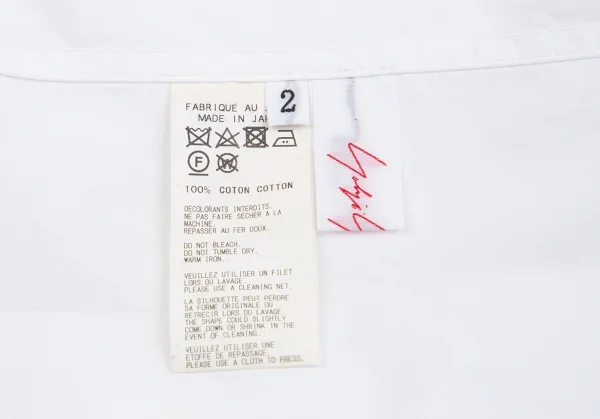 FABRIQUE AU
MADE IN JA
2
F
W
100% COTON COTTON
DECOLORANTS INTERDITS.
NE PAS FAIRE SECHER A LA
MACHINE.
REPASSER AU FER DOUX.
DO NOT BLEACH.
DO NOT TUMBLE DRY.
WARM IRON.
VEUILLEZ UTILISER UN FILET
LORS DU LAVAGE.
PLEASE USE A CLEANING NET.
LA SILHOUETTE PEUT PERDRE
SA FORME ORIGINALE OU
RETRECIR LORS DU LAVAGE.
THE SHAPE COULD SLIGHTLY
COME DOWN OR SHRINK IN THE
EVENT OF CLEANING.
VEUILLEZ UTILISER UNE
ETOFFE DE REPASSAGE.
PLEASE USE A CLOTH TO PRESS.